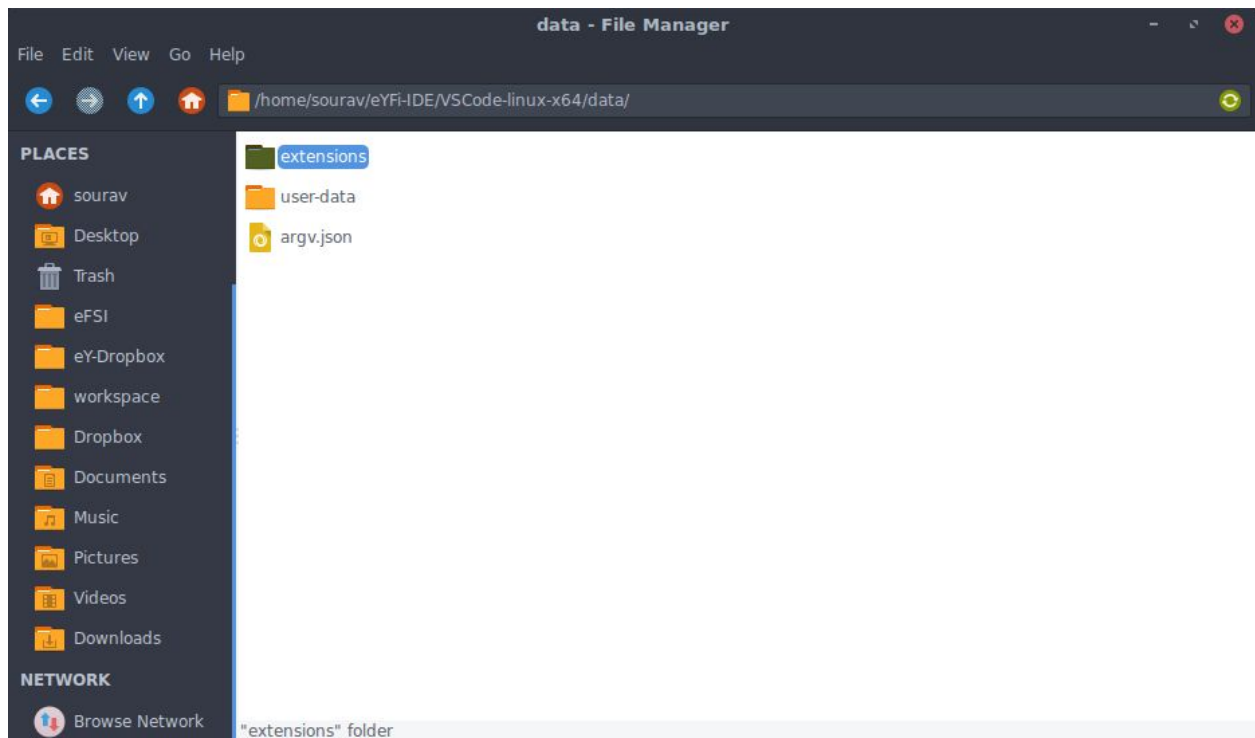 data - File Manager
File Edit View Go Help
/home/sourav/eYFi-IDE/VSCode-linux-x64/data/
PLACES
sourav
Desktop
Trash
eFSI
eY-Dropbox
workspace
Dropbox
Documents
Music
Pictures
Videos
Downloads
NETWORK
Browse Network
extensions
user-data
argv.json
"extensions" folder